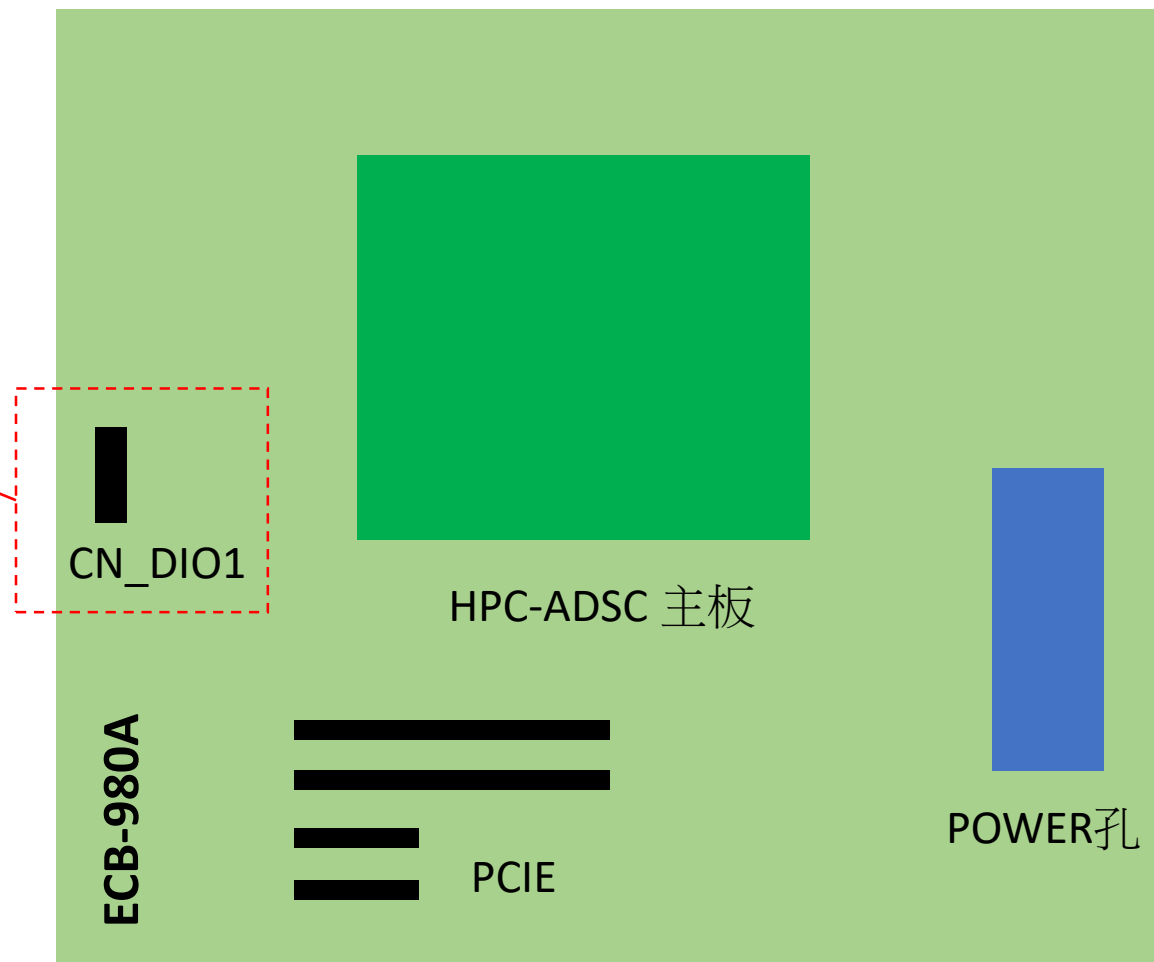 CN_DIO1
HPC-ADSC 主板
ECB-980A
PCIE
POWER孔